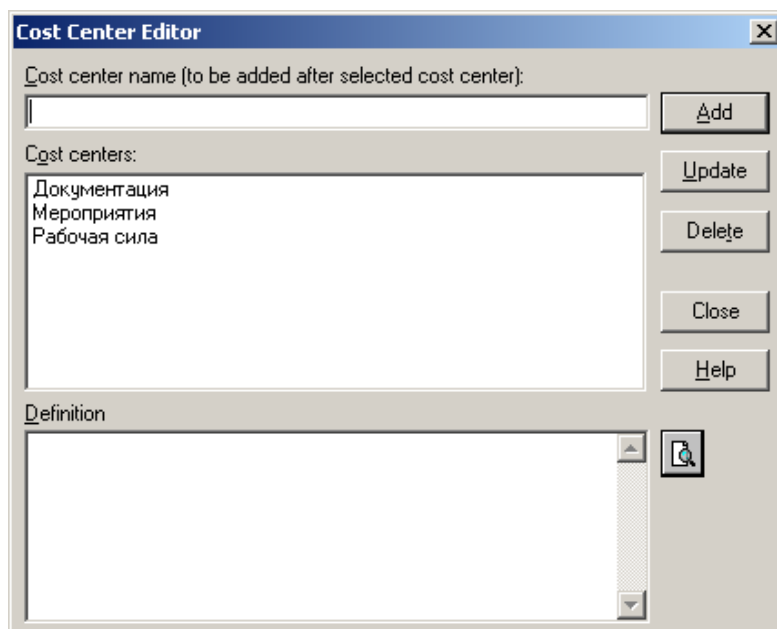 Cost Center Editor
Cost center name (to be added after selected cost center):
Add
Cost centers:
Update
Документация
Мероприятия
Рабочая сила
Delete
Close
Help
Definition